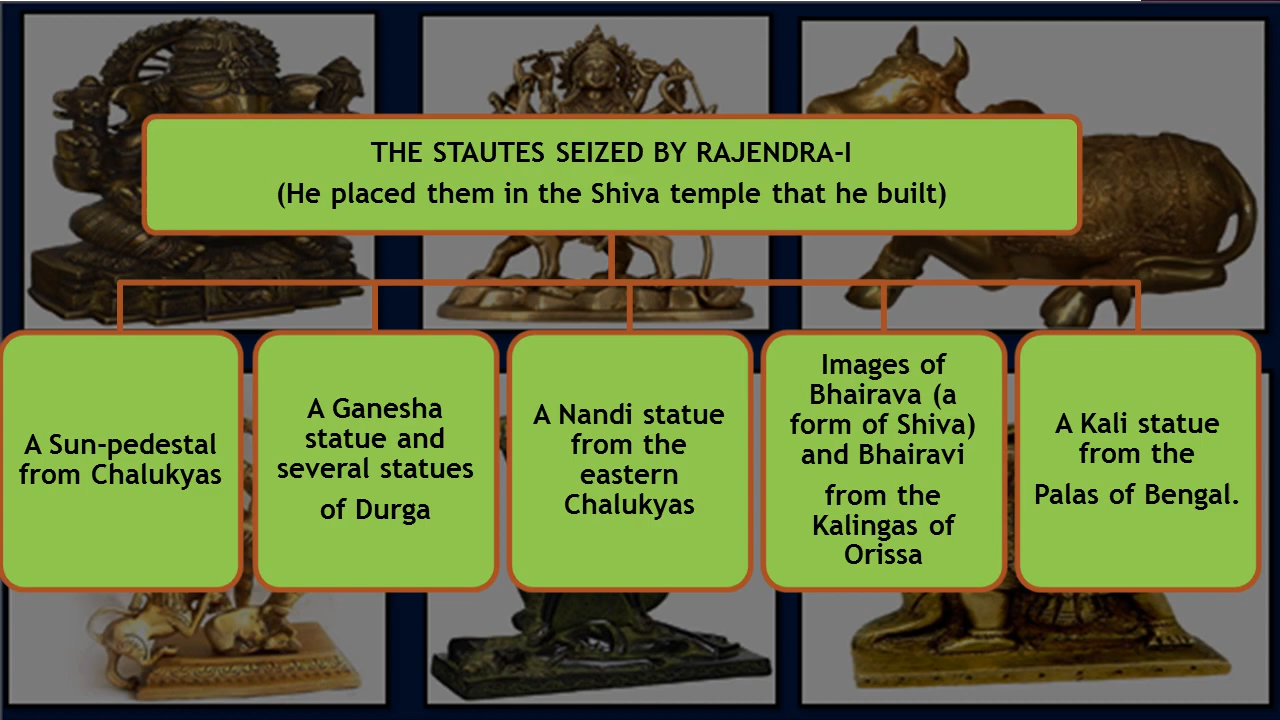 THE STAUTES SEIZED BY RAJENDRA-I
(He placed them in the Shiva temple that he built)
A Sun-pedestal
from Chalukyas
A Ganesha
statue and
several statues
of Durga
A Nandi statue
from the
eastern
Chalukyas
Images of
Bhairava (a
form of Shiva)
and Bhairavi
from the
Kalingas of
Orissa
A Kali statue
from the
Palas of Bengal.